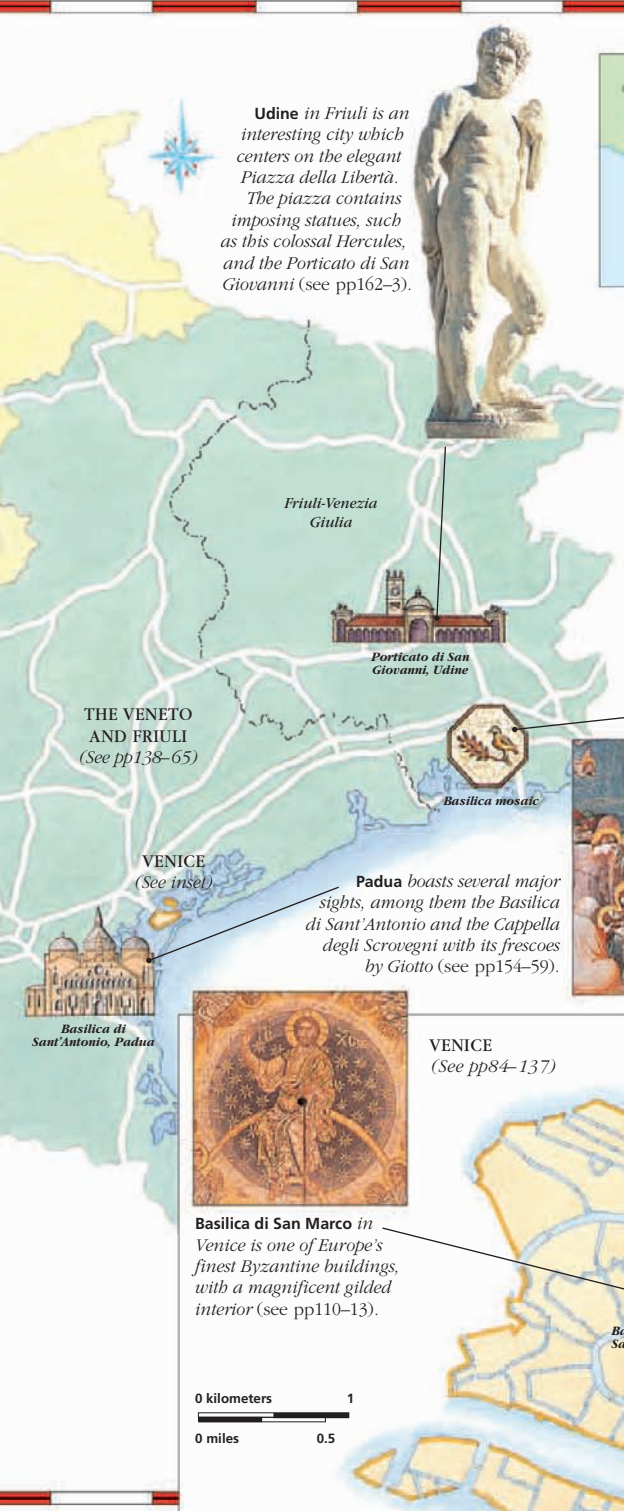 Udine in Friuli is an
interesting city which
centers on the elegant
Piazza della Libertà.
The piazza contains
imposing statues, such
as this colossal Hercules,
and the Porticato di San
Giovanni (see pp162–3).
Friuli-Venezia
Giulia
Porticato di San
Giovanni, Udine
THE VENETO
AND FRIULI
(See pp138–65)
Basilica mosaic
VENICE
(See inset)
Padua boasts several major
sights, among them the Basilica
di Sant'Antonio and the Cappella
degli Scrovegni with its frescoes
by Giotto (see pp154–59).
Basilica di
Sant'Antonio, Padua
VENICE
(See pp84–137)
Basilica di San Marco in
Venice is one of Europe's
finest Byzantine buildings,
with a magnificent gilded
interior (see pp110–13).
0 kilometers 1
0 miles 0.5